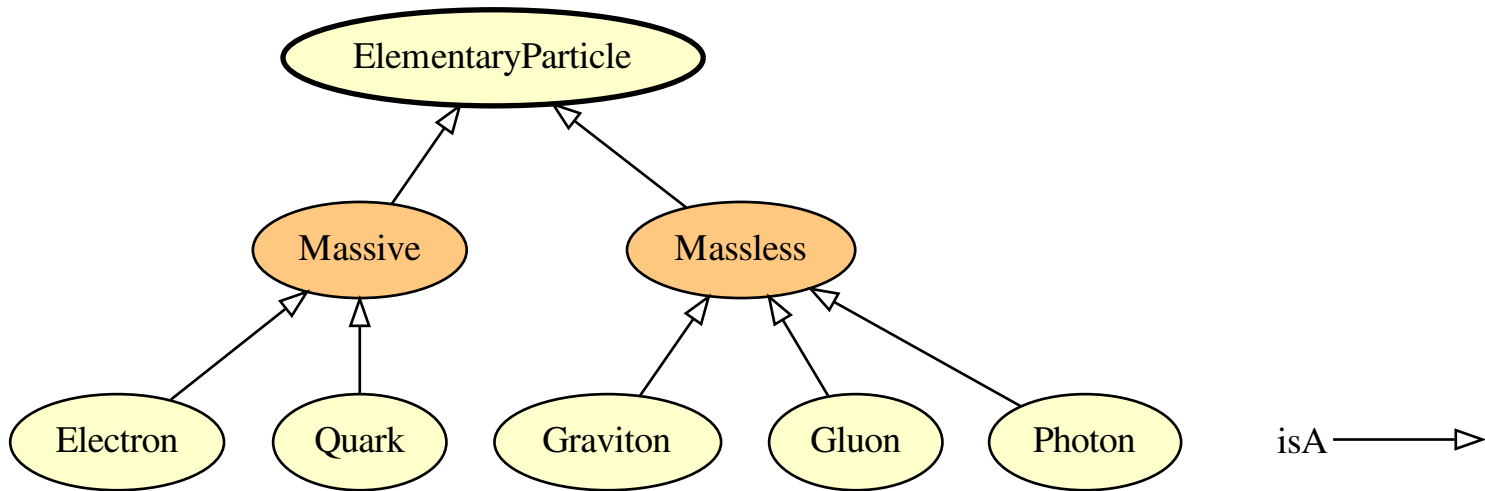 ElementaryParticle
Massive
Massless
Electron
Quark
Graviton
Gluon
Photon
isA